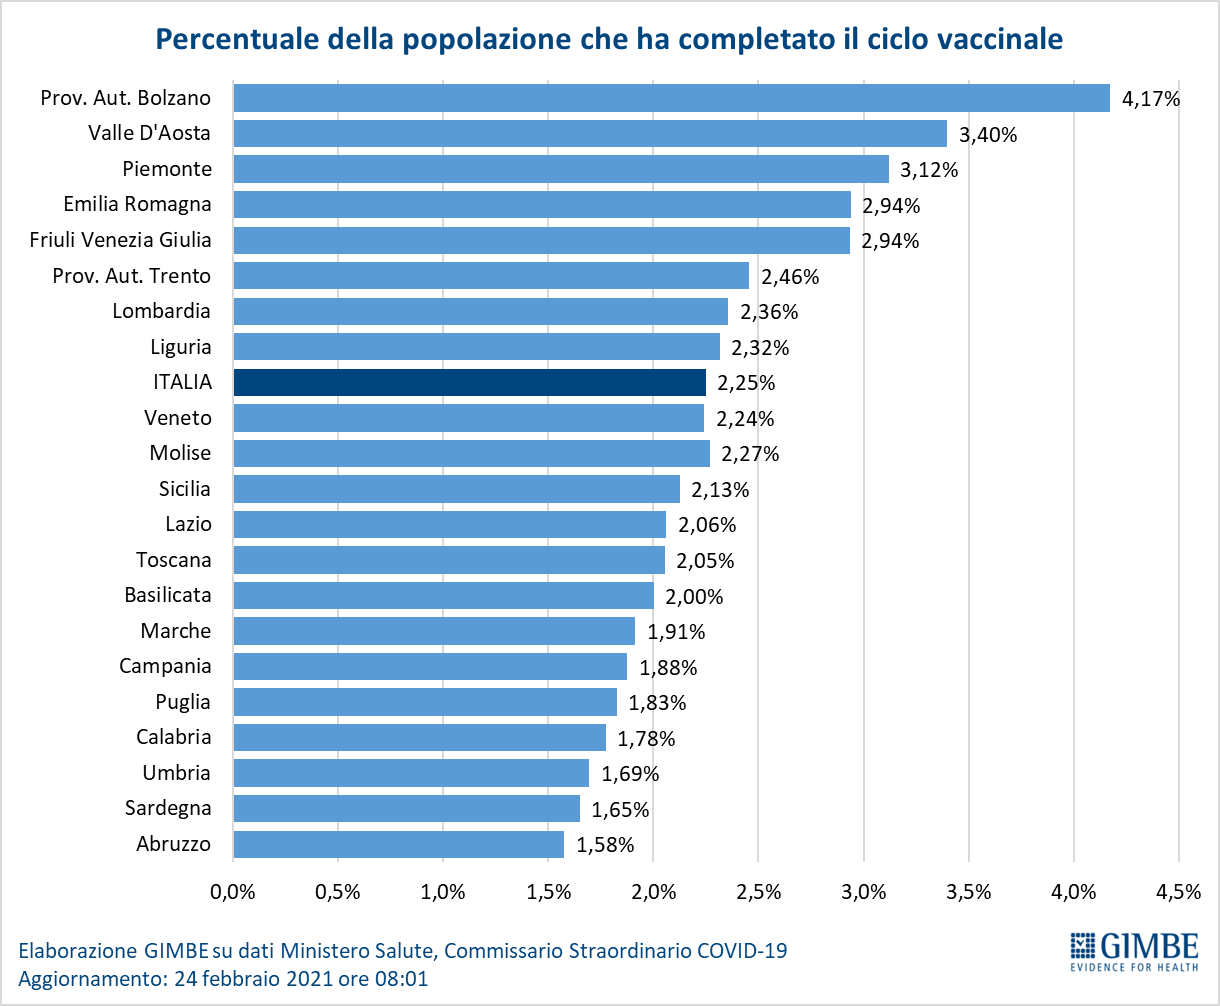 Percentuale della popolazione che ha completato il ciclo vaccinale
Prov. Aut. Bolzano 4,17%
Valle D'Aosta 3,40%
Piemonte 3,12%
Emilia Romagna 2,94%
Friuli Venezia Giulia 2,94%
Prov. Aut. Trento 2,46%
Lombardia 2,36%
Liguria 2,32%
ITALIA 2,25%
Veneto 2,24%
Molise 2,27%
Sicilia 2,13%
Lazio 2,06%
Toscana 2,05%
Basilicata 2,00%
Marche 1,91%
Campania 1,88%
Puglia 1,83%
Calabria 1,78%
Umbria 1,69%
Sardegna 1,65%
Abruzzo 1,58%
0,0% 0,5% 1,0% 1,5% 2,0% 2,5% 3,0% 3,5% 4,0% 4,5%
Elaborazione GIMBE su dati Ministero Salute, Commissario Straordinario COVID-19
Aggiornamento: 24 febbraio 2021 ore 08:01
GIMBE
EVIDENCE FOR HEALTH